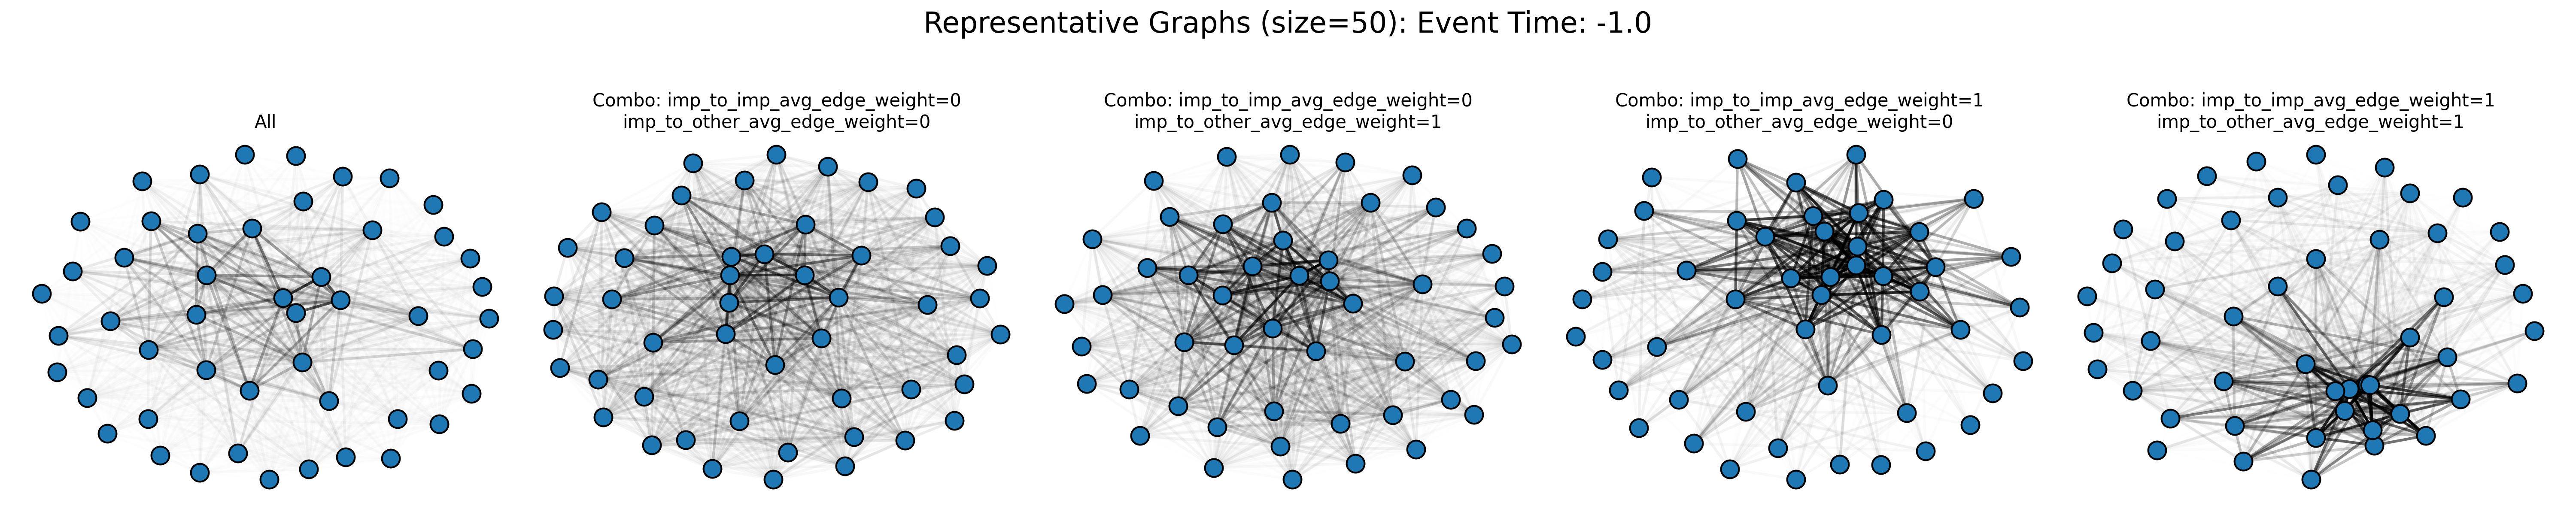 Representative Graphs (size=50): Event Time: -1.0
All
Combo: imp_to_imp_avg_edge_weight=0
imp_to_other_avg_edge_weight=0
Combo: imp_to_imp_avg_edge_weight=0
imp_to_other_avg_edge_weight=1
Combo: imp_to_imp_avg_edge_weight=1
imp_to_other_avg_edge_weight=0
Combo: imp_to_imp_avg_edge_weight=1
imp_to_other_avg_edge_weight=1